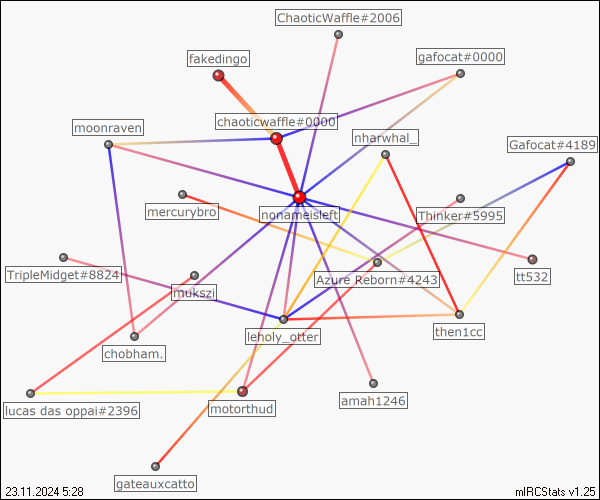 ChaoticWaffle#2006
fakedingo
gafocat#0000
chaoticwaffle#0000
moonraven
nharwhal_
Gafocat#4189
mercurybro
nonameisleft
Thinker#5995
TripleMidget#8824
Azure Reborn#4243
tt532
mukszi
leholy_otter
then1cc
chobham.
lucas das oppai#2396
motorthud
amah1246
gateauxcatto
23.11.2024 5:28
mIRCStats v1.25